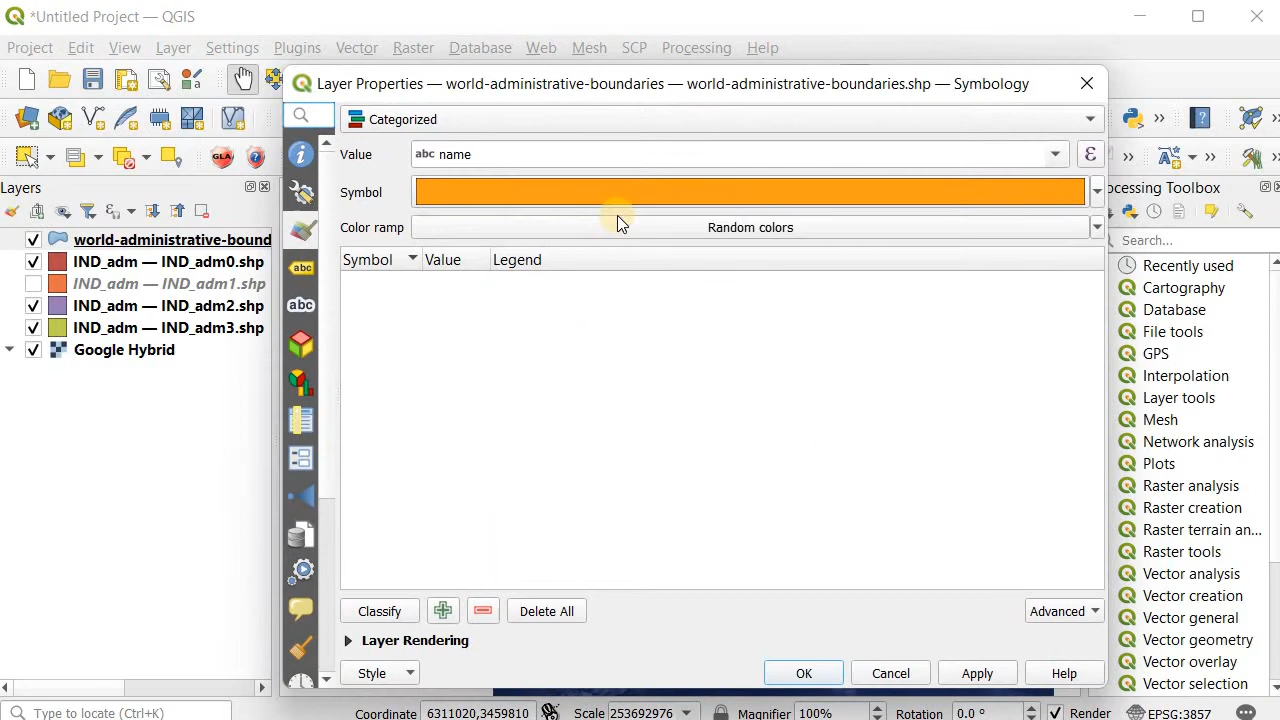 *Untitled Project — QGIS
Project Edit View Layer Settings Plugins Vector Raster Database Web Mesh SCP Processing Help
Layer Properties — world-administrative-boundaries — world-administrative-boundaries.shp — Symbology
Categorized
Value abc name ε
Symbol
Color ramp Random colors
Symbol Value Legend
abc
abc
Classify Delete All Advanced
Layer Rendering
Style OK Cancel Apply Help
GLA
Layers
world-administrative-bound
IND_adm — IND_adm0.shp
IND_adm — IND_adm1.shp
IND_adm — IND_adm2.shp
IND_adm — IND_adm3.shp
Google Hybrid
ocessing Toolbox
Search...
Recently used
Cartography
Database
File tools
GPS
Interpolation
Layer tools
Mesh
Network analysis
Plots
Raster analysis
Raster creation
Raster terrain an...
Raster tools
Vector analysis
Vector creation
Vector general
Vector geometry
Vector overlay
Vector selection
Type to locate (Ctrl+K) Coordinate 6311020,3459810 Scale 253692976 Magnifier 100% Rotation 0.0 ° Render EPSG:3857